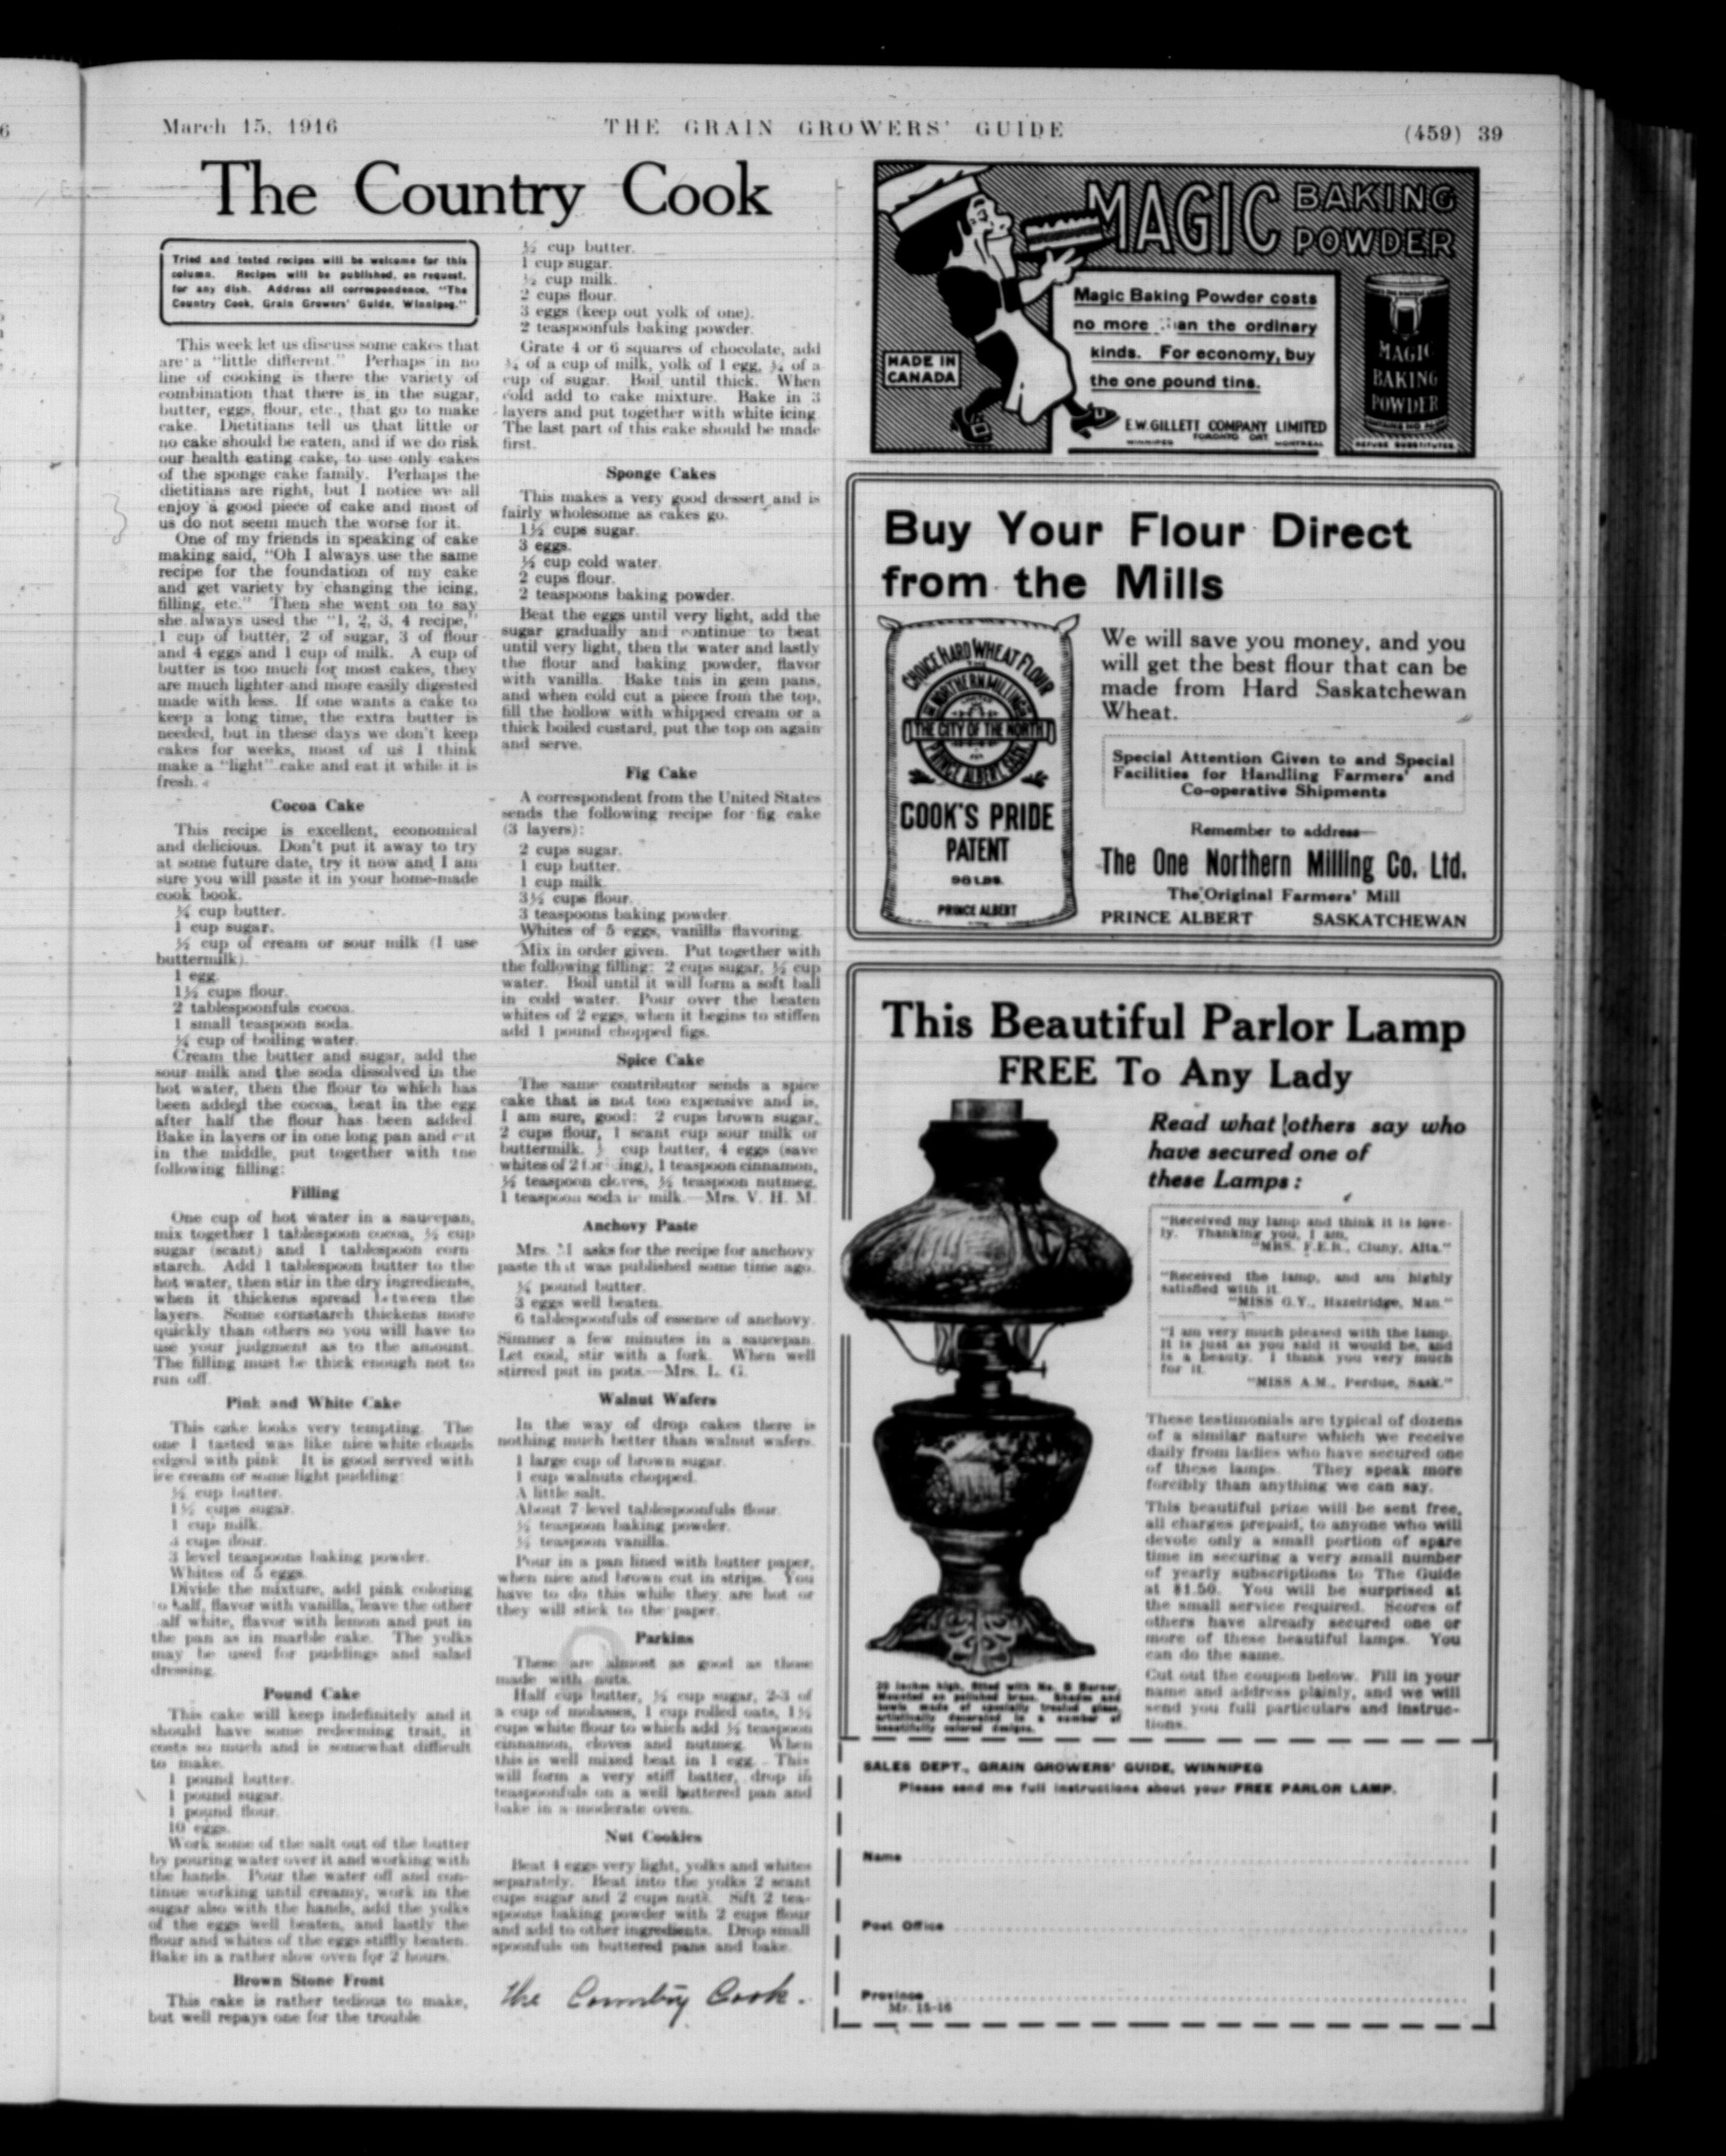 March 15, 1916
THE GRAIN GROWERS' GUIDE
(459) 39
The Country Cook
Tried and tested recipes will be welcome for this
column. Recipes will be published, on request,
for any dish. Address all correspondence, "The
Country Cook, Grain Growers' Guide, Winnipeg."
This week let us discuss some cakes that
are a "little different." Perhaps in no
line of cooking is there the variety of
combination that there is in the sugar,
butter, eggs, flour, etc., that go to make
cake. Dietitians tell us that little or
no cake should be eaten, and if we do risk
our health eating cake, to use only cakes
of the sponge cake family. Perhaps the
dietitians are right, but I notice we all
enjoy a good piece of cake and most of
us do not seem much the worse for it.
One of my friends in speaking of cake
making said, "Oh I always use the same
recipe for the foundation of my cake
and get variety by changing the icing,
filling, etc." Then she went on to say
she always used the "1, 2, 3, 4 recipe,"
1 cup of butter, 2 of sugar, 3 of flour
and 4 eggs and 1 cup of milk. A cup of
butter is too much for most cakes, they
are much lighter and more easily digested
made with less. If one wants a cake to
keep a long time, the extra butter is
needed, but in these days we don't keep
cakes for weeks, most of us I think
make a "light" cake and eat it while it is
fresh.
Cocoa Cake
This recipe is excellent, economical
and delicious. Don't put it away to try
at some future date, try it now and I am
sure you will paste it in your home-made
cook book.
cup butter.
1 cup sugar.
½ cup of cream or sour milk (I use
buttermilk).
1 egg.
1½ cups flour.
2 tablespoonfuls cocoa.
1 small teaspoon soda.
cup of boiling water.
Cream the butter and sugar, add the
sour milk and the soda dissolved in the
hot water, then the flour to which has
been added the cocoa, beat in the egg
after half the flour has been added.
Bake in layers or in one long pan and cut
in the middle, put together with the
following filling:
Filling
One cup of hot water in a saucepan,
mix together 1 tablespoon cocoa, ½ cup
sugar (scant) and 1 tablespoon corn
starch. Add 1 tablespoon butter to the
hot water, then stir in the dry ingredients,
when it thickens spread between the
layers. Some cornstarch thickens more
quickly than others so you will have to
use your judgment as to the amount.
The filling must be thick enough not to
run off.
Pink and White Cake
This cake looks very tempting. The
one I tasted was like nice white clouds
edged with pink. It is good served with
ice cream or some light pudding:
cup butter.
1½ cups sugar.
1 cup milk.
3 cups flour.
3 level teaspoons baking powder.
Whites of 5 eggs.
Divide the mixture, add pink coloring
to half, flavor with vanilla, leave the other
alf white, flavor with lemon and put in
the pan as in marble cake. The yolks
may be used for puddings and salad
dressing.
Pound Cake
This cake will keep indefinitely and it
should have some redeeming trait, it
costs so much and is somewhat difficult
to make.
1 pound butter.
1 pound sugar.
1 pound flour.
10 eggs.
Work some of the salt out of the butter
by pouring water over it and working with
the hands. Pour the water off and con-
tinue working until creamy, work in the
sugar also with the hands, add the yolks
of the eggs well beaten, and lastly the
flour and whites of the eggs stiffly beaten.
Bake in a rather slow oven for 2 hours.
Brown Stone Front
This cake is rather tedious to make,
but well repays one for the trouble.
½ cup butter.
1 cup sugar.
½ cup milk.
2 cups flour.
3 eggs (keep out yolk of one).
2 teaspoonfuls baking powder.
Grate 4 or 6 squares of chocolate, add
of a cup of milk, yolk of 1 egg, of a
cup of sugar. Boil until thick. When
cold add to cake mixture. Bake in 3
layers and put together with white icing.
The last part of this cake should be made
first.
Sponge Cakes
This makes a very good dessert and is
fairly wholesome as cakes go.
1½ cups sugar.
3 eggs.
½ cup cold water.
2 cups flour.
2 teaspoons baking powder.
Beat the eggs until very light, add the
sugar gradually and continue to beat
until very light, then the water and lastly
the flour and baking powder, flavor
with vanilla. Bake this in gem pans,
and when cold cut a piece from the top,
fill the hollow with whipped cream or a
thick boiled custard, put the top on again
and serve.
Fig Cake
A correspondent from the United States
sends the following recipe for fig cake
(3 layers):
2 cups sugar.
1 cup butter.
1 cup milk.
3½ cups flour.
3 teaspoons baking powder.
Whites of 5 eggs, vanilla flavoring.
Mix in order given. Put together with
the following filling: 2 cups sugar, ½ cup
water. Boil until it will form a soft ball
in cold water. Pour over the beaten
whites of 2 eggs, when it begins to stiffen
add 1 pound chopped figs.
Spice Cake
The same contributor sends a spice
cake that is not too expensive and is,
I am sure, good: 2 cups brown sugar,
2 cups flour, 1 scant cup sour milk or
buttermilk, cup butter, 4 eggs (save
whites of 2 for ing), 1 teaspoon cinnamon,
½ teaspoon cloves, ½ teaspoon nutmeg,
1 teaspoon soda in milk.—Mrs. V. H. M.
Anchovy Paste
Mrs. M asks for the recipe for anchovy
paste that was published some time ago.
pound butter.
3 eggs well beaten.
6 tablespoonfuls of essence of anchovy.
Simmer a few minutes in a saucepan.
Let cool, stir with a fork. When well
stirred put in pots.—Mrs. L. G.
Walnut Wafers
In the way of drop cakes there is
nothing much better than walnut wafers.
1 large cup of brown sugar.
1 cup walnuts chopped.
A little salt.
About 7 level tablespoonfuls flour.
teaspoon baking powder.
½ teaspoon vanilla.
Pour in a pan lined with butter paper,
when nice and brown cut in strips. You
have to do this while they are hot or
they will stick to the paper.
Parkins
These are almost as good as those
made with nuts.
Half cup butter, ½ cup sugar, 2-3 of
a cup of molasses, 1 cup rolled oats, 1½
cups white flour to which add ½ teaspoon
cinnamon, cloves and nutmeg. When
this is well mixed beat in 1 egg. This
will form a very stiff batter, drop in
teaspoonfuls on a well buttered pan and
bake in a moderate oven.
Nut Cookies
Beat 4 eggs very light, yolks and whites
separately. Beat into the yolks 2 scant
cups sugar and 2 cups nuts. Sift 2 tea-
spoons baking powder with 2 cups flour
and add to other ingredients. Drop small
spoonfuls on buttered pans and bake.
The Country Cook.
MAGIC BAKING POWDER
Magic Baking Powder costs
no more than the ordinary
kinds. For economy, buy
the one pound tins.
MADE IN
CANADA
E.W. GILLETT COMPANY LIMITED
WINNIPEG TORONTO ONT. MONTREAL
MAGIC
BAKING
POWDER
CONTAINS NO ALUM
REFUSE SUBSTITUTES
Buy Your Flour Direct
from the Mills
CHOICE HARD WHEAT FLOUR
THE
NORTHERN MILLING
THE CITY OF THE NORTH
PRINCE ALBERT SASK.
COOK'S PRIDE
PATENT
98 LBS.
PRINCE ALBERT
We will save you money, and you
will get the best flour that can be
made from Hard Saskatchewan
Wheat.
Special Attention Given to and Special
Facilities for Handling Farmers' and
Co-operative Shipments
Remember to address—
The One Northern Milling Co. Ltd.
The Original Farmers' Mill
PRINCE ALBERT SASKATCHEWAN
This Beautiful Parlor Lamp
FREE To Any Lady
Read what others say who
have secured one of
these Lamps:
"Received my lamp and think it is love-
ly. Thanking you, I am,
"MRS. F.E.R., Cluny, Alta."
"Received the lamp, and am highly
satisfied with it.
"MISS G.Y., Hazelridge, Man."
"I am very much pleased with the lamp.
It is just as you said it would be, and
is a beauty. I thank you very much
for it.
"MISS A.M., Perdue, Sask."
These testimonials are typical of dozens
of a similar nature which we receive
daily from ladies who have secured one
of these lamps. They speak more
forcibly than anything we can say.
This beautiful prize will be sent free,
all charges prepaid, to anyone who will
devote only a small portion of spare
time in securing a very small number
of yearly subscriptions to The Guide
at $1.50. You will be surprised at
the small service required. Scores of
others have already secured one or
more of these beautiful lamps. You
can do the same.
Cut out the coupon below. Fill in your
name and address plainly, and we will
send you full particulars and instruc-
tions.
20 inches high, fitted with No. B Burner.
Mounted on polished brass. Shades and
bowls made of specially treated glass,
artistically decorated in a number of
beautifully colored designs.
SALES DEPT., GRAIN GROWERS' GUIDE, WINNIPEG
Please send me full instructions about your FREE PARLOR LAMP.
Name
Post Office
Province
Mr. 15-16